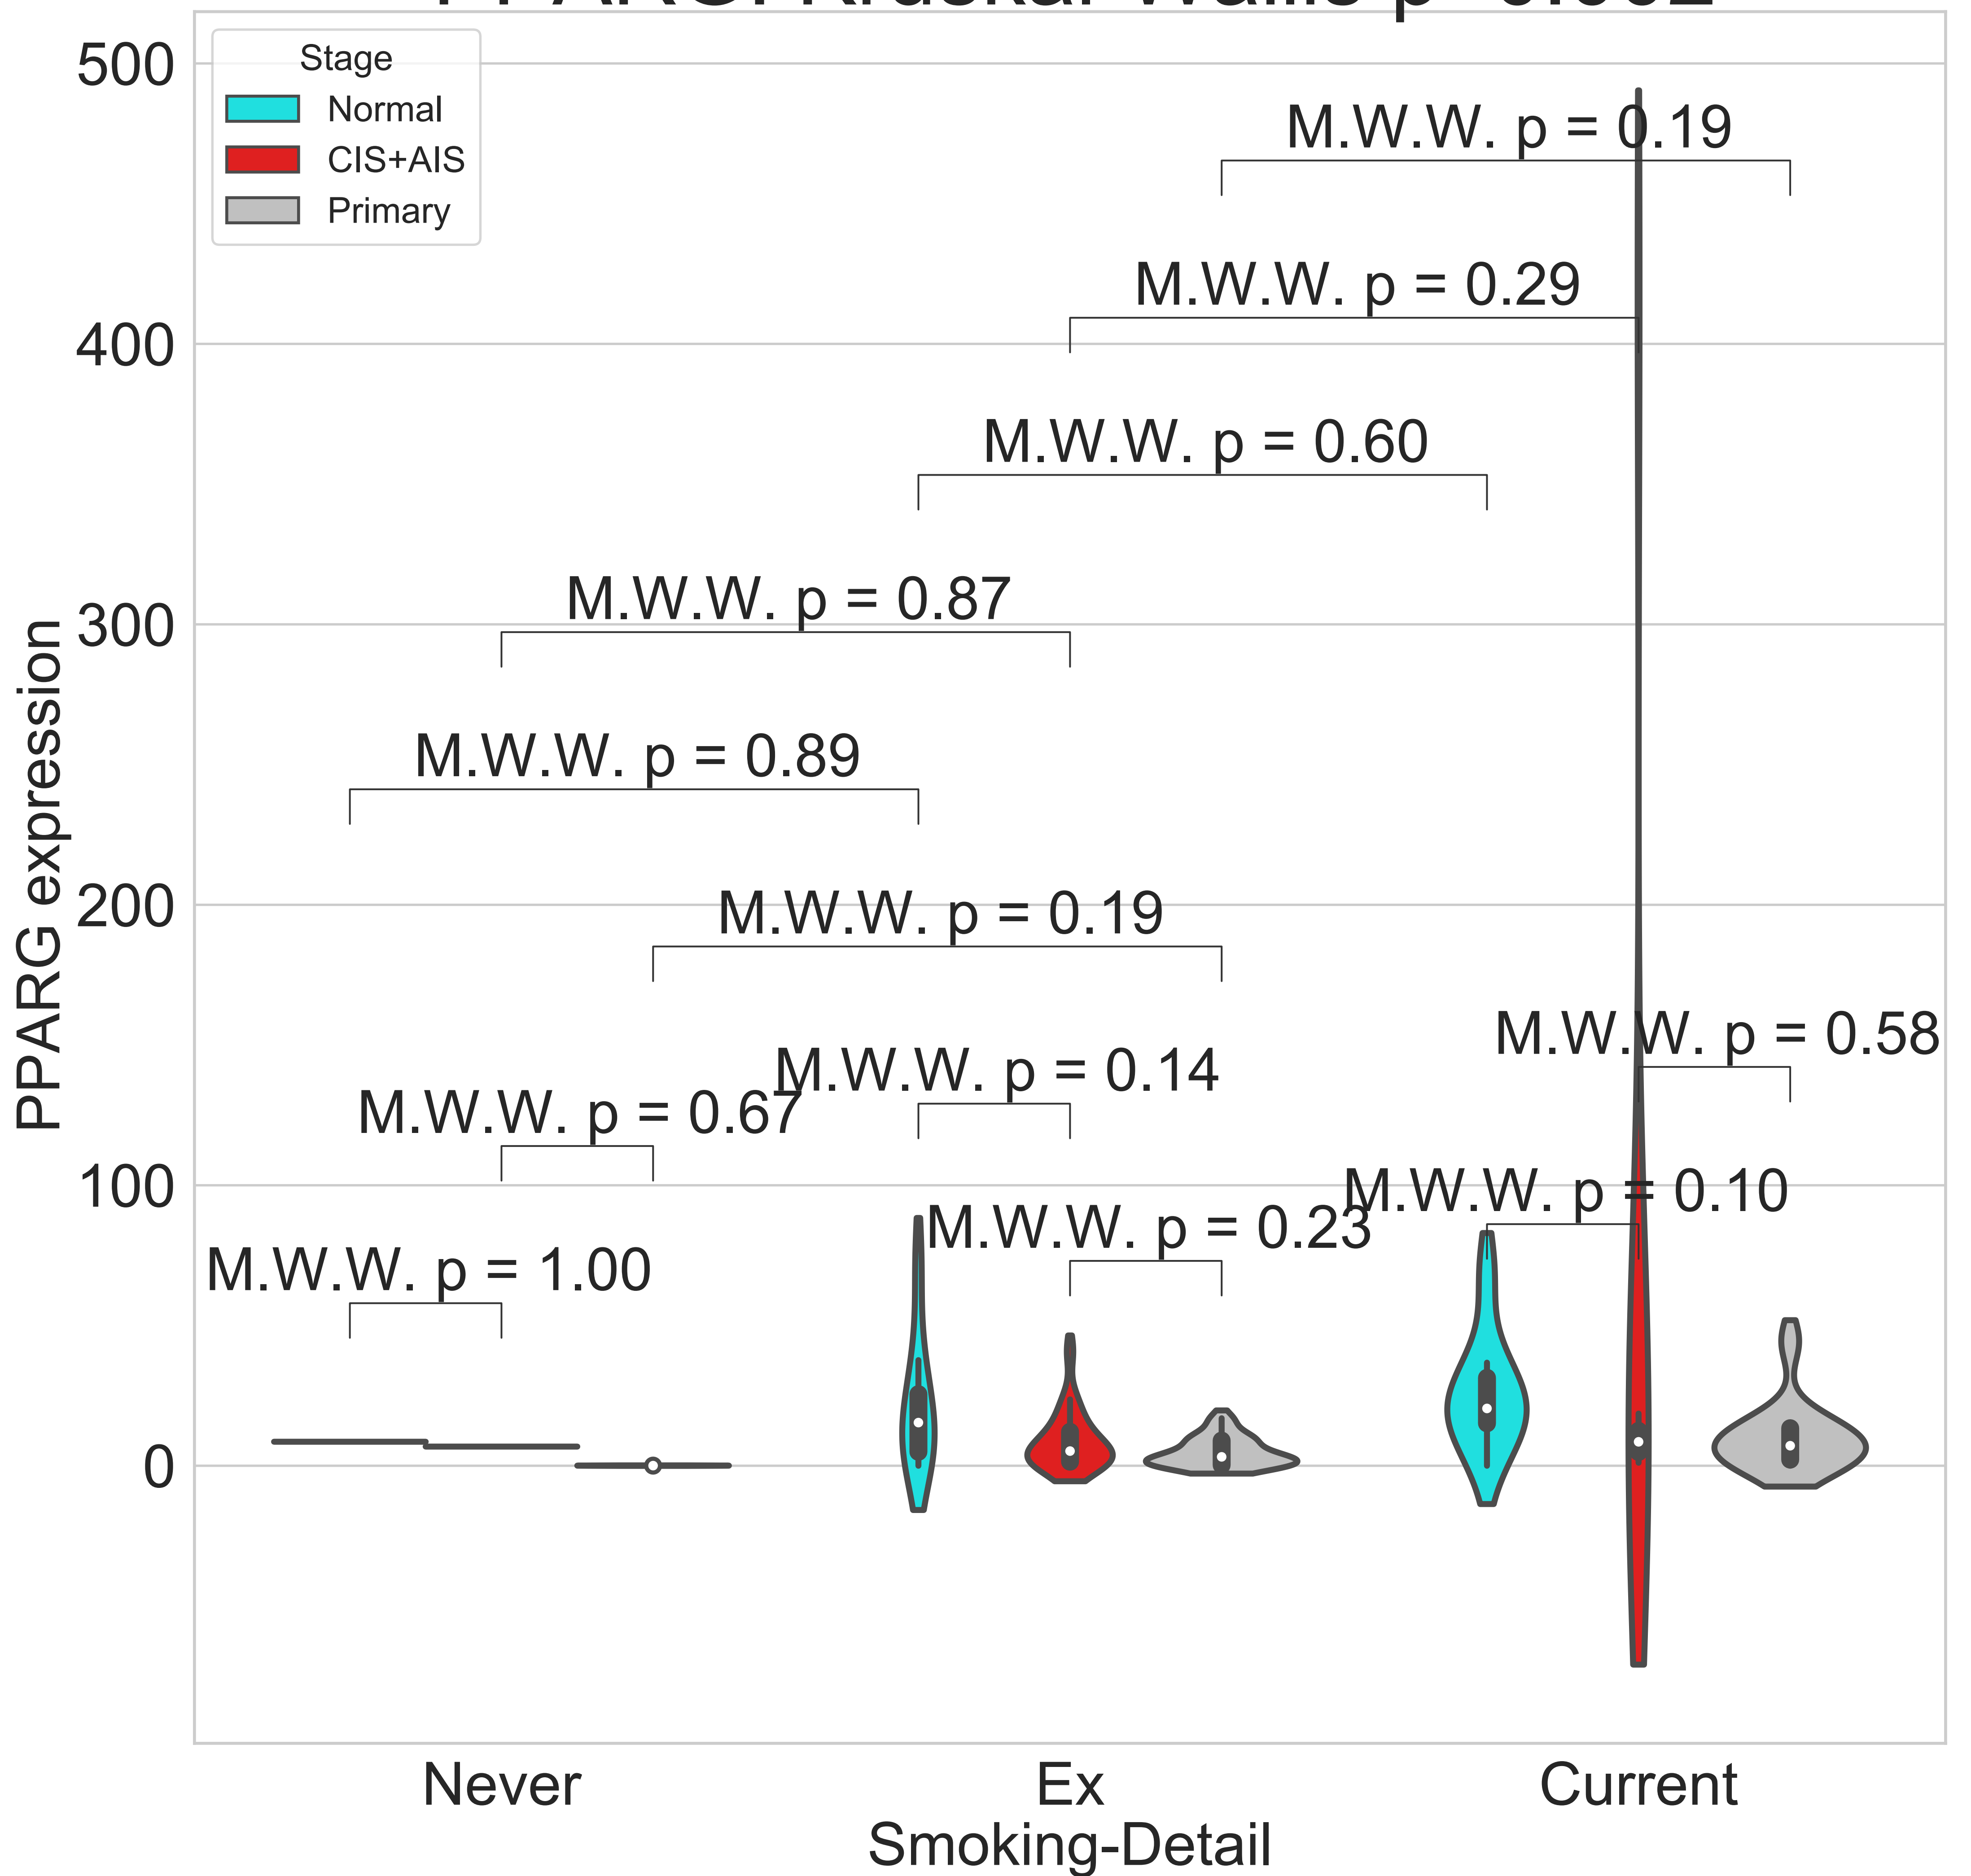 500
400
300
200
100
0
PPARG expression
Stage
Normal
CIS+AIS
Primary
M.W.W. p = 0.19
M.W.W. p = 0.29
M.W.W. p = 0.60
M.W.W. p = 0.87
M.W.W. p = 0.89
M.W.W. p = 0.19
M.W.W. p = 0.58
M.W.W. p = 0.14
M.W.W. p = 0.67
M.W.W. p = 0.10
M.W.W. p = 0.23
M.W.W. p = 1.00
Never
Ex
Current
Smoking-Detail